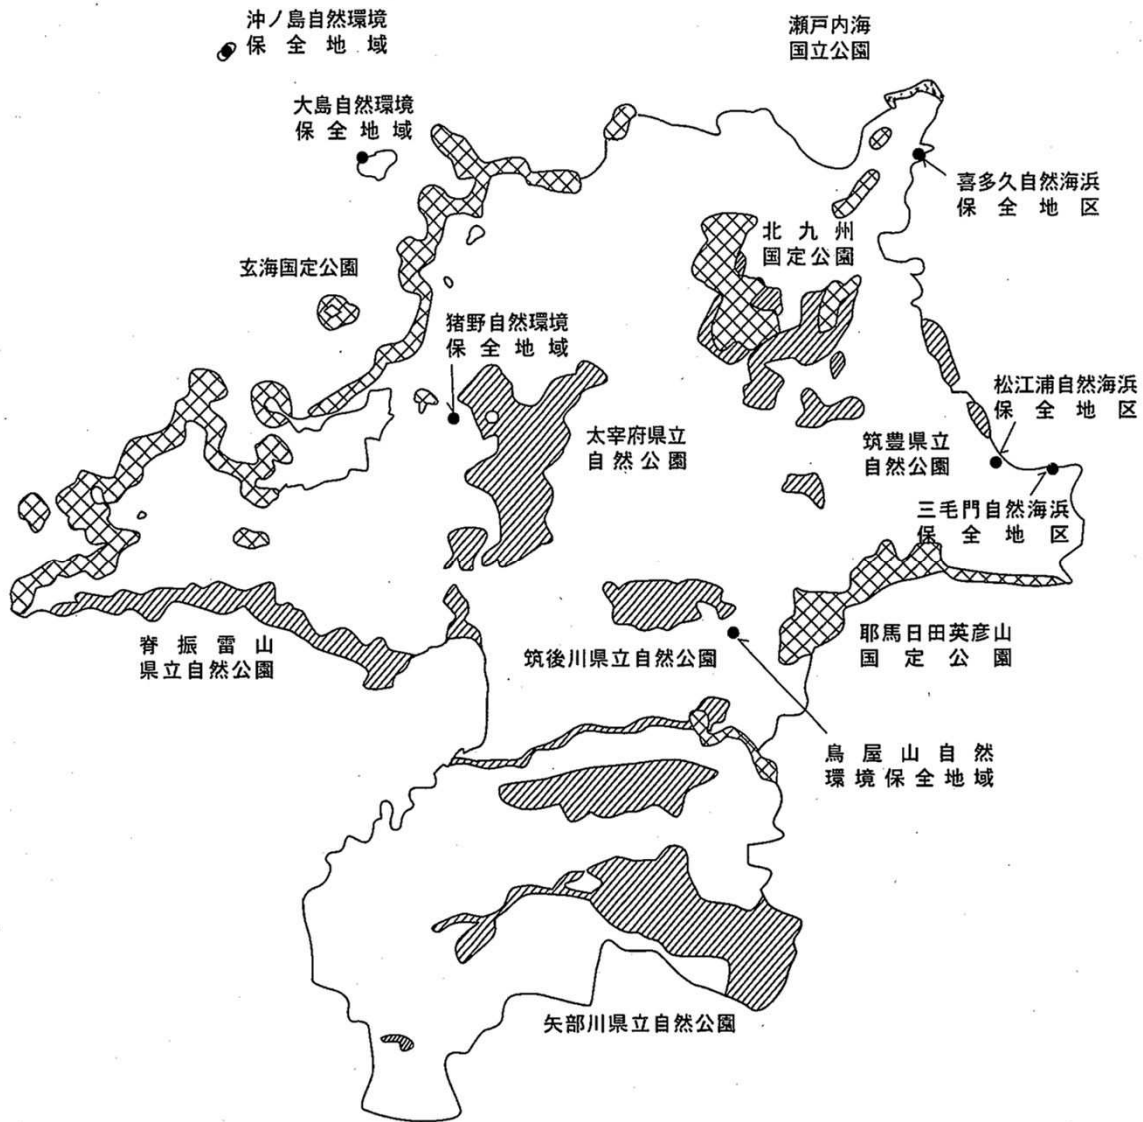 沖ノ島自然環境
保全地域
瀬戸内海
国立公園
大島自然環境
保全地域
喜多久自然海浜
保全地区
北九州
国定公園
玄海国定公園
猪野自然環境
保全地域
松江浦自然海浜
保全地区
太宰府県立
自然公園
筑豊県立
自然公園
三毛門自然海浜
保全地区
脊振雷山
県立自然公園
筑後川県立自然公園
耶馬日田英彦山
国定公園
鳥屋山自然
環境保全地域
矢部川県立自然公園